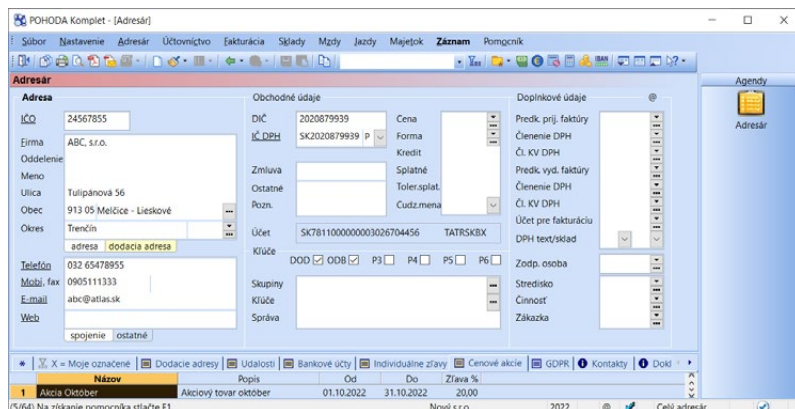 POHODA Komplet - [Adresár]
Súbor Nastavenie Adresár Účtovníctvo Fakturácia Sklady Mzdy Jazdy Majetok Záznam Pomocník
Adresár
Agendy
Adresár
Adresa Obchodné údaje Doplnkové údaje @
IČO 24567855 DIČ 2020879939 Cena Predk. prij. faktúry
IČ DPH SK2020879939 P Forma Členenie DPH
Firma ABC, s.r.o. Kredit Čl. KV DPH
Oddelenie Zmluva Splatné Predk. vyd. faktúry
Meno Ostatné Toler.splat. Členenie DPH
Ulica Tulipánová 56 Pozn. Cudz.mena Čl. KV DPH
Obec 913 05 Melčice - Lieskové Účet pre fakturáciu
Okres Trenčín Účet SK7811000000003026704456 TATRSKBX DPH text/sklad
adresa dodacia adresa Kľúče
Telefón 032 65478955 DOD ODB P3 P4 P5 P6 Zodp. osoba
Mobil, fax 0905111333 Skupiny Stredisko
E-mail abc@atlas.sk Kľúče Činnosť
Web Správa Zákazka
spojenie ostatné
* X = Moje označené Dodacie adresy Udalosti Bankové účty Individuálne zľavy Cenové akcie GDPR Kontakty Dokl
Názov Popis Od Do Zľava %
1 Akcia Október Akciový tovar október 01.10.2022 31.10.2022 20,00
(5/64) Na získanie pomocníka stlačte F1. Nový s.r.o. 2022 @ Celý adresár